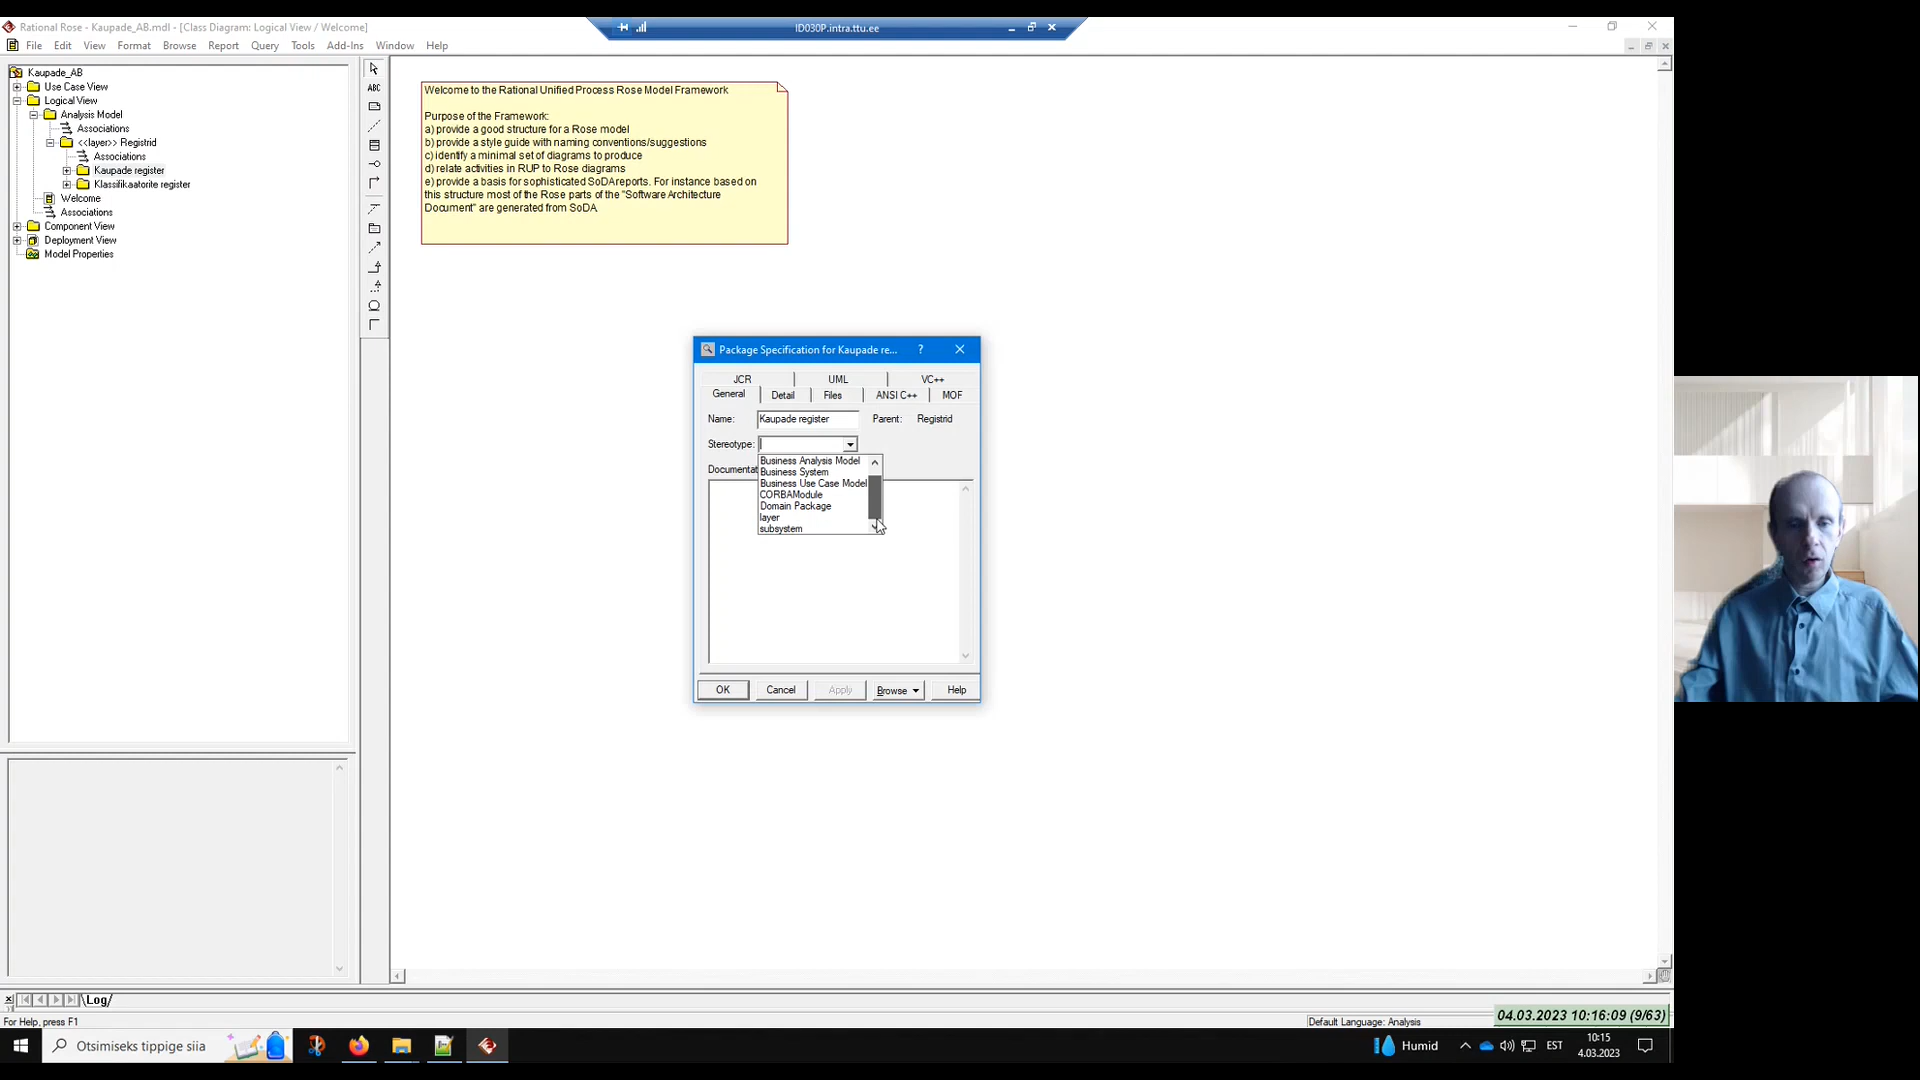 Rational Rose - Kaupade_AB.mdl - [Class Diagram: Logical View / Welcome]
ID030P.intra.ttu.ee
File Edit View Format Browse Report Query Tools Add-Ins Window Help
Kaupade_AB
Use Case View
Logical View
Analysis Model
Associations
<<layer>> Registrid
Associations
Kaupade register
Klassifikaatorite register
Welcome
Associations
Component View
Deployment View
Model Properties
ABC
Welcome to the Rational Unified Process Rose Model Framework
Purpose of the Framework:
a) provide a good structure for a Rose model
b) provide a style guide with naming conventions/suggestions
c) identify a minimal set of diagrams to produce
d) relate activities in RUP to Rose diagrams
e) provide a basis for sophisticated SoDA reports. For instance based on
this structure most of the Rose parts of the "Software Architecture
Document" are generated from SoDA.
Package Specification for Kaupade re...
JCR UML VC++
General Detail Files ANSI C++ MOF
Name: Kaupade register Parent: Registrid
Stereotype:
Documentat
Business Analysis Model
Business System
Business Use Case Model
CORBAModule
Domain Package
layer
subsystem
OK Cancel Apply Browse Help
\Log/
For Help, press F1
Default Language: Analysis
04.03.2023 10:16:09 (9/63)
Otsimiseks tippige siia
Humid
EST
10:15
4.03.2023